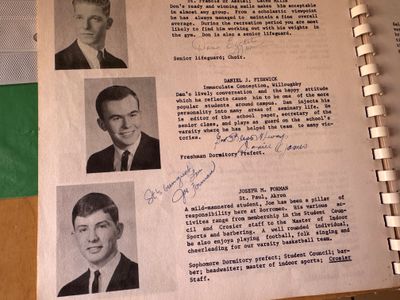 Don's sunny and winning smile makes him acceptable
in almost any group. From a scholastic viewpoint
he has always managed to maintain a fine overall
average. During the recreation period you are most
likely to find him working out with his weights in
the gym. Don is also a senior lifeguard.
Senior lifeguard; Choir.
DANIEL J. FISHWICK
Immaculate Conception, Willoughby
Dan's lively conversation and the happy attitude
which he reflects cause him to be one of the more
popular students around campus. Dan injects his
personality into many areas of seminary life. He
is editor of the school paper, secretary of the
senior class, and plays as guard on the school's
varsity where he has helped the team to many vic-
tories.
Freshman Dormitory Prefect.
JOSEPH M. FORMAN
St. Paul, Akron
A mild-mannered student, Joe has been a pillar of
responsibility here at Borromeo. His various ac-
tivites range from membership in the Student Coun-
cil and Crosier staff to the Master of Indoor
Sports and barbering. A well rounded individual,
he also enjoys playing football, folk singing and
cheerleading for our varsity basketball team.
Sophomore Dormitory prefect; Student Council; bar-
ber; headwaiter; master of indoor sports; Crosier
Staff.